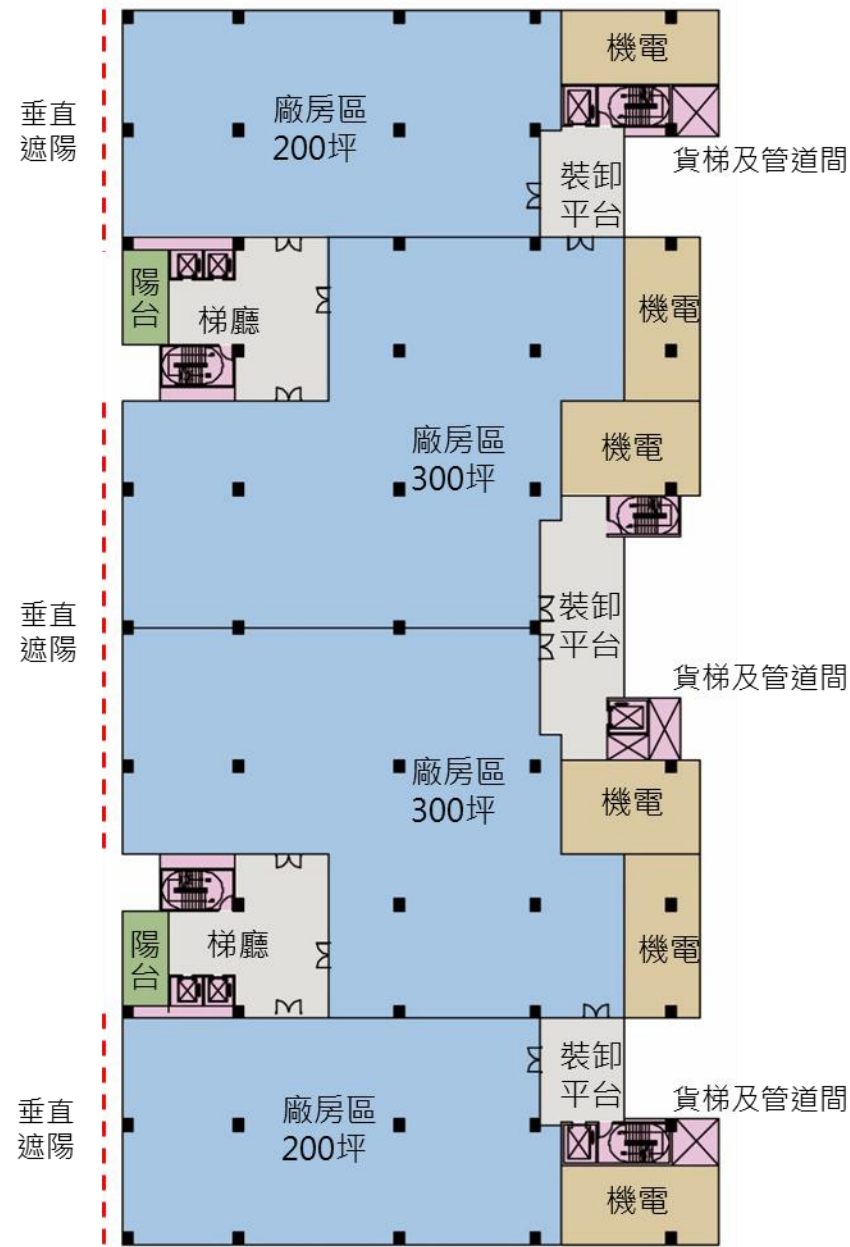 機電
垂直
遮陽
廠房區
200坪
貨梯及管道間
裝卸
平台
陽
台
梯廳
機電
廠房區
300坪
機電
垂直
遮陽
裝卸
平台
貨梯及管道間
廠房區
300坪
機電
陽
台
梯廳
機電
裝卸
平台
垂直
遮陽
廠房區
200坪
貨梯及管道間
機電